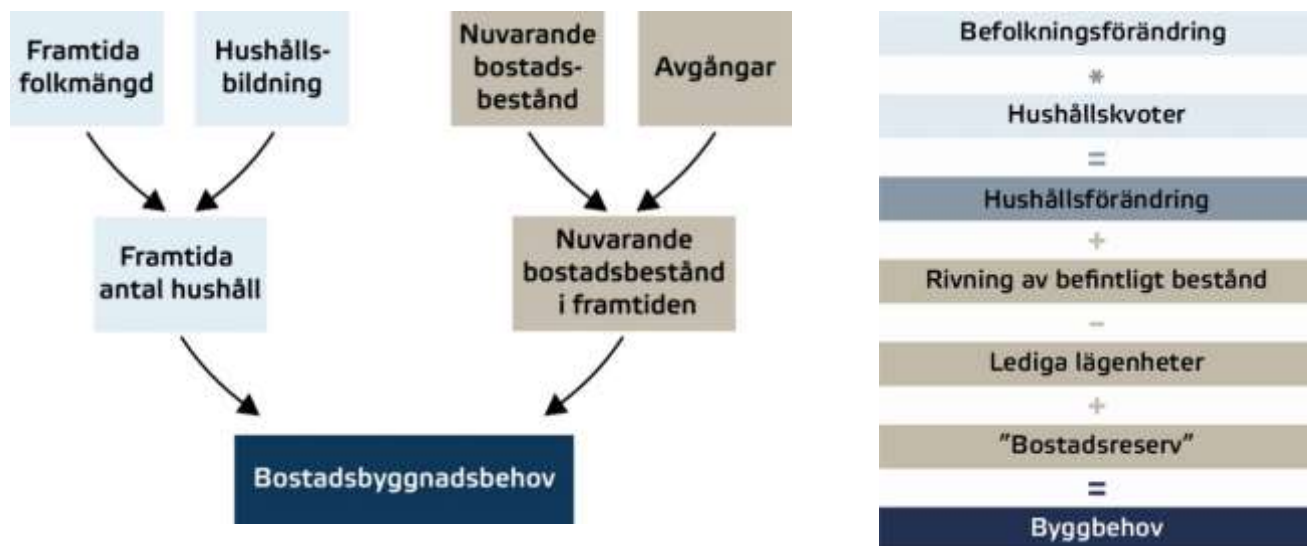 Framtida
folkmängd
Hushålls-
bildning
Nuvarande
bostads-
bestånd
Avgångar
Framtida
antal hushåll
Nuvarande
bostadsbestånd
i framtiden
Bostadsbyggnadsbehov
Befolkningsförändring
*
Hushållskvoter
=
Hushållsförändring
+
Rivning av befintligt bestånd
-
Lediga lägenheter
+
"Bostadsreserv"
=
Byggbehov